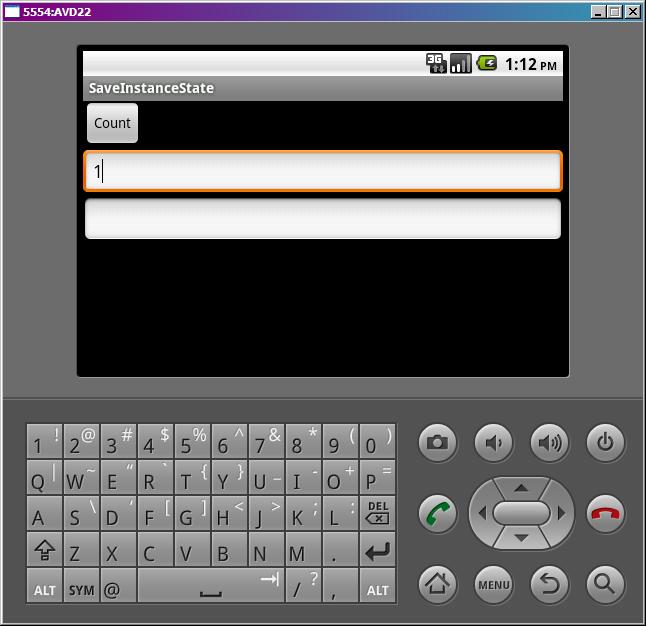 5554:AVD22
3G 1:12 PM
SaveInstanceState
Count
1
1 ! 2 @ 3 # 4 $ 5 % 6 ^ 7 & 8 * 9 ( 0 )
Q | W ~ E " R ` T { Y } U _ I - O + P =
A S \ D ' F [ G ] H < J > K ; L : DEL
Z X C V B N M .
ALT SYM @ / ? , ALT
MENU